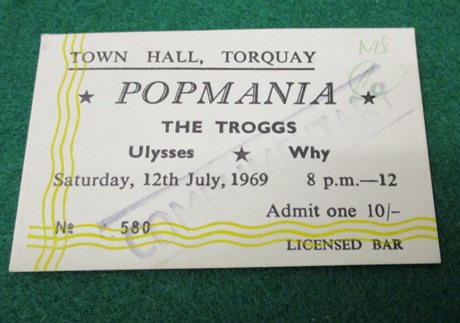 TOWN HALL, TORQUAY
N/S
★ POPMANIA ★
THE TROGGS
Ulysses ★ Why
Saturday, 12th July, 1969 8 p.m.—12
COMPLIMENTARY
Admit one 10/-
№ 580
LICENSED BAR